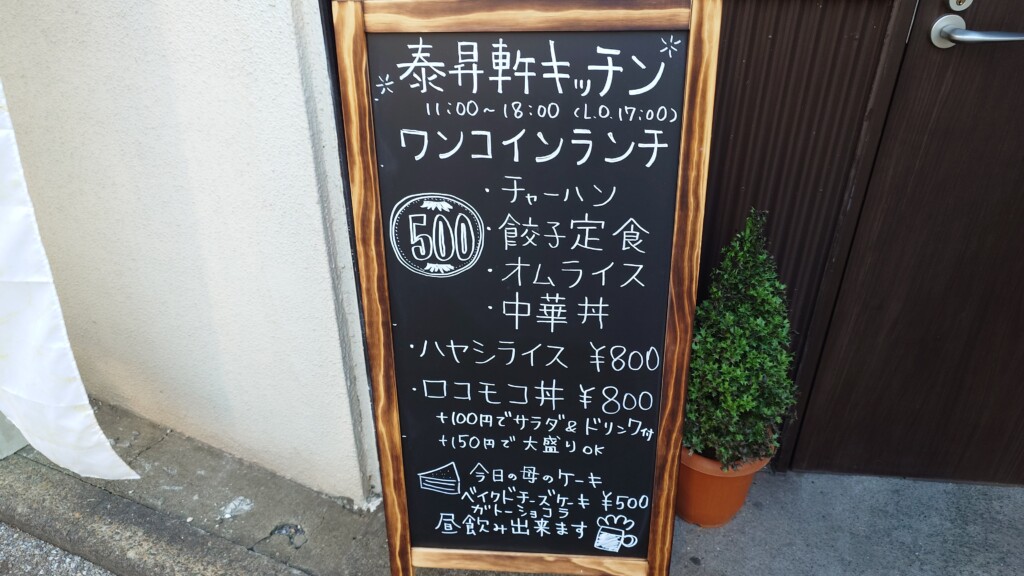 泰昇軒キッチン
11:00～18:00 (L.O.17:00)
ワンコインランチ
500
・チャーハン
・餃子定食
・オムライス
・中華丼
・ハヤシライス ¥800
・ロコモコ丼 ¥800
+100円でサラダ&ドリンク付
+150円で大盛りOK
今日の母のケーキ
ベイクドチーズケーキ ¥500
ガトーショコラ
昼飲み出来ます